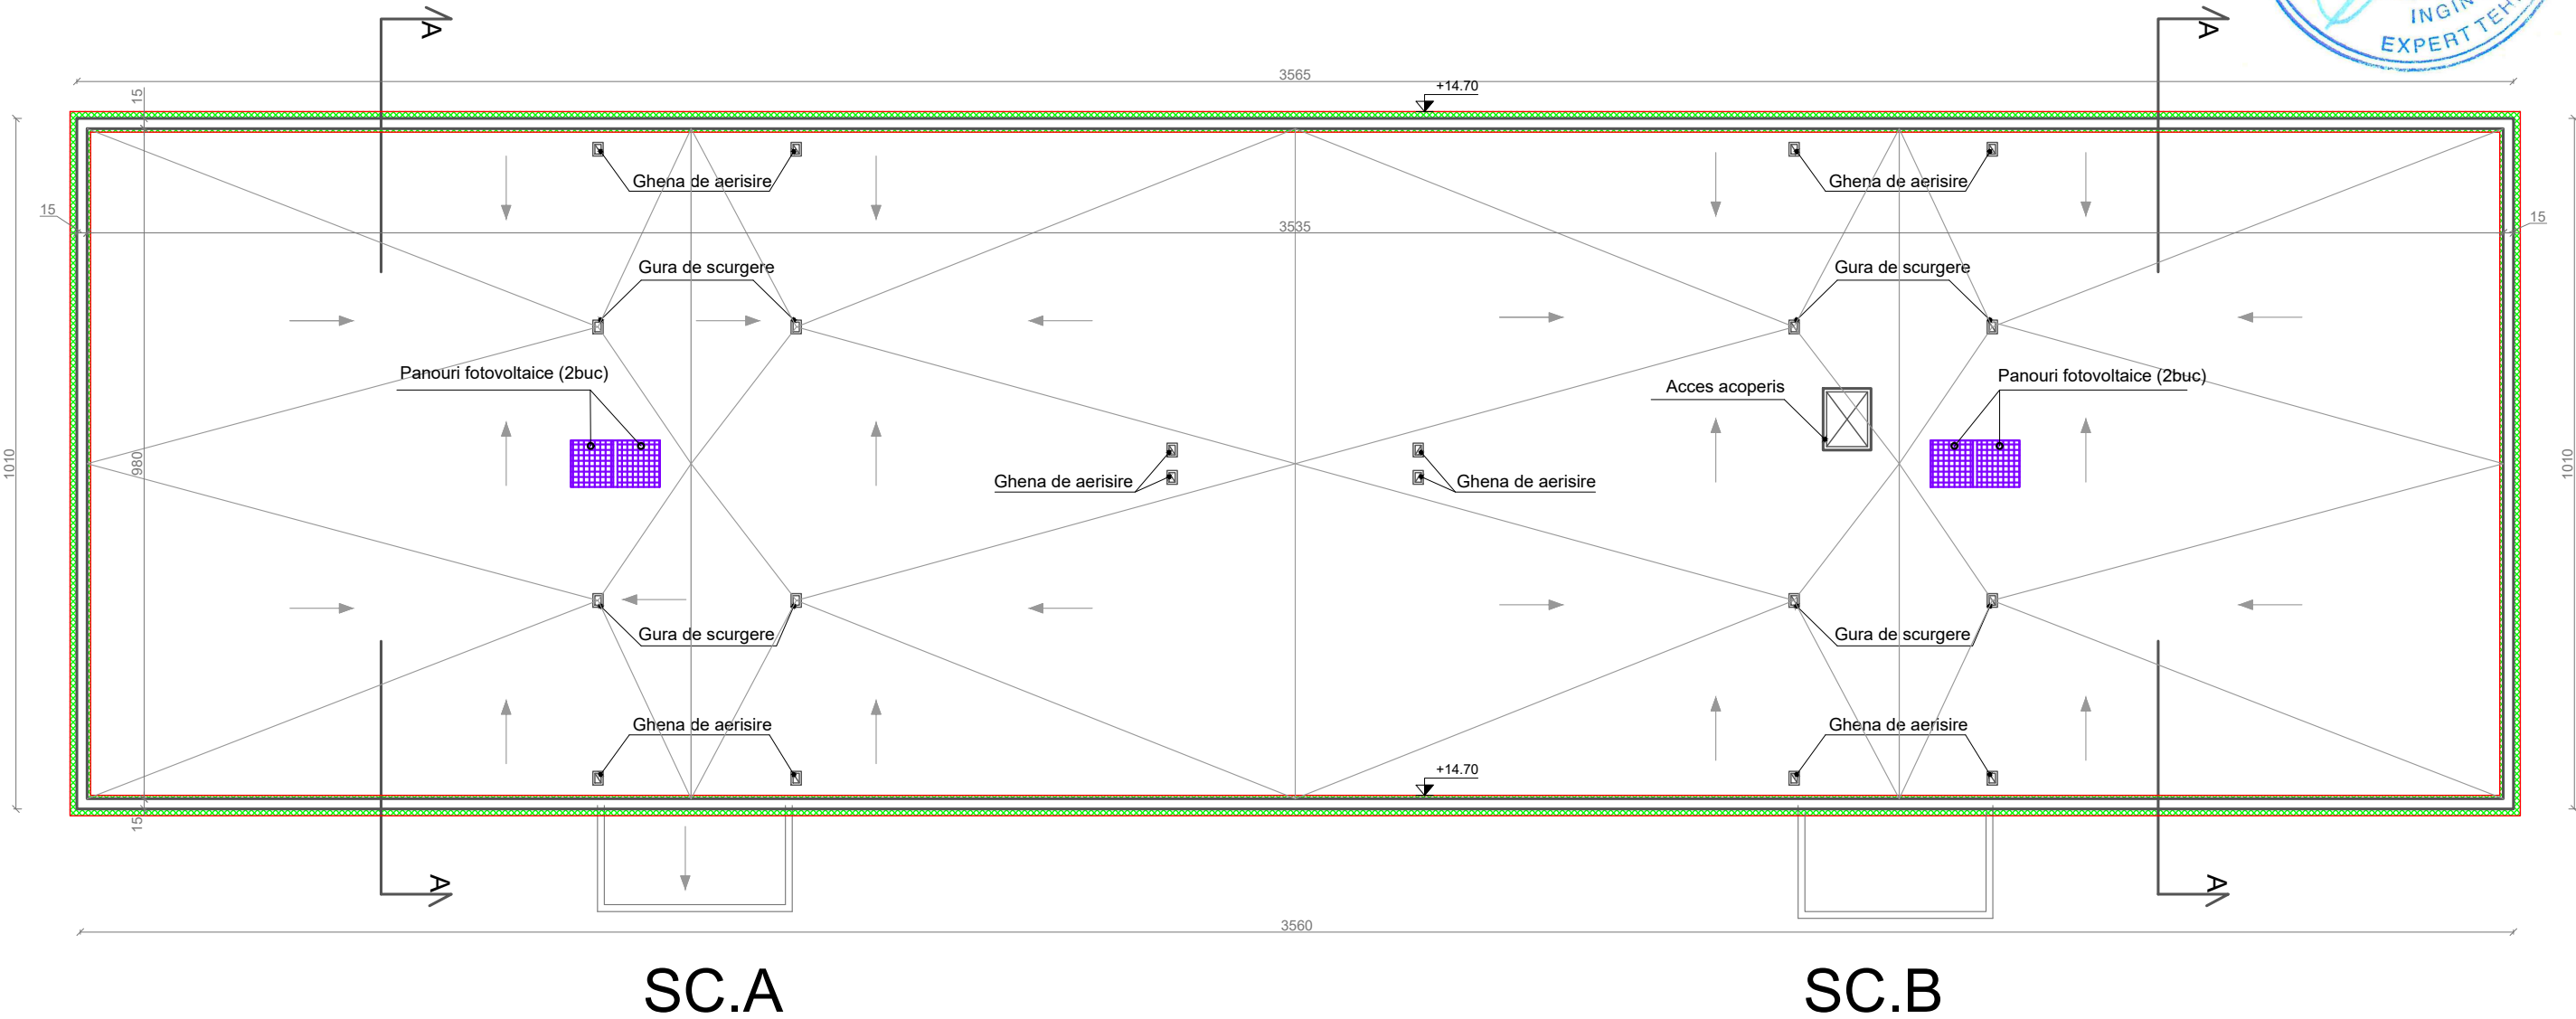 A
A
INGIN
EXPERT TEH
3565
+14.70
15
Ghena de aerisire
Ghena de aerisire
15
15
3535
Gura de scurgere
Gura de scurgere
Panouri fotovoltaice (2buc)
Acces acoperis
Panouri fotovoltaice (2buc)
1010
980
1010
Ghena de aerisire
Ghena de aerisire
Gura de scurgere
Gura de scurgere
Ghena de aerisire
Ghena de aerisire
+14.70
15
A
A
3560
SC.A
SC.B